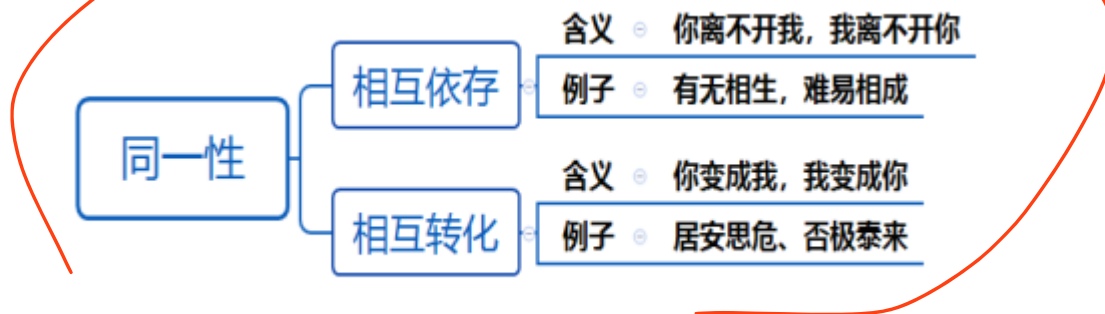 同一性
相互依存
含义 你离不开我，我离不开你
例子 有无相生，难易相成
相互转化
含义 你变成我，我变成你
例子 居安思危、否极泰来